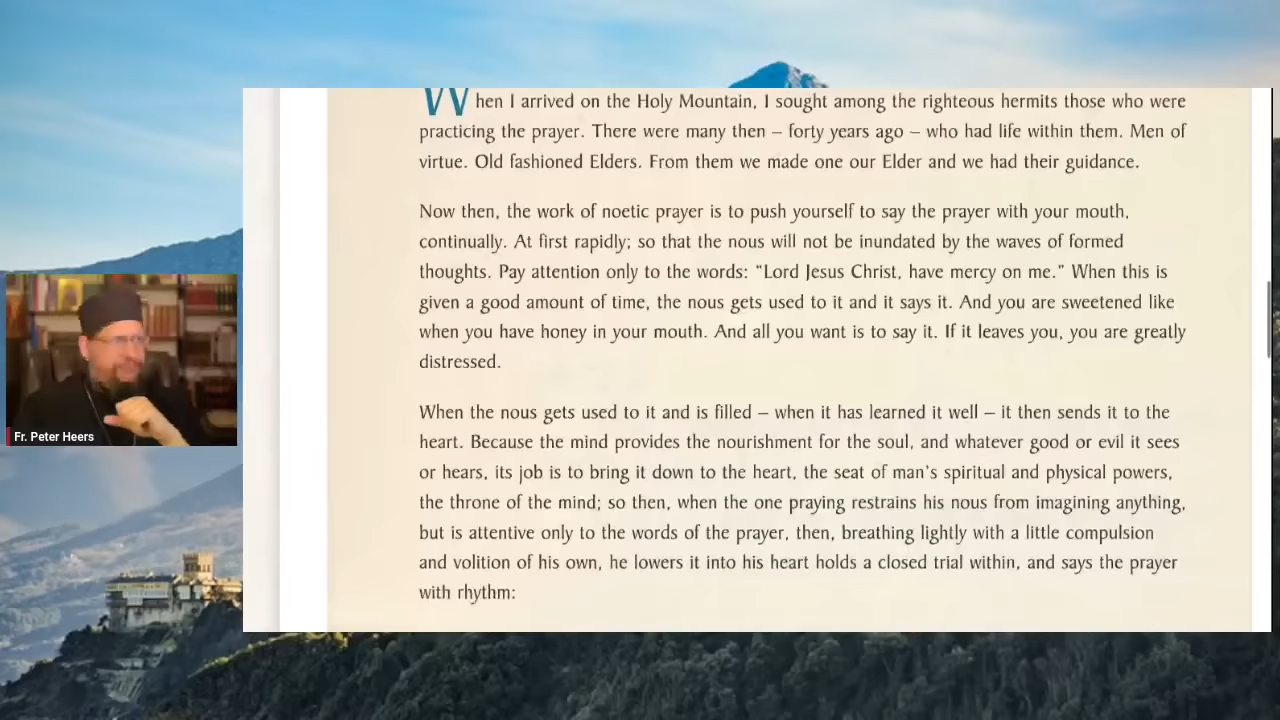 When I arrived on the Holy Mountain, I sought among the righteous hermits those who were
practicing the prayer. There were many then – forty years ago – who had life within them. Men of
virtue. Old fashioned Elders. From them we made one our Elder and we had their guidance.
Now then, the work of noetic prayer is to push yourself to say the prayer with your mouth,
continually. At first rapidly; so that the nous will not be inundated by the waves of formed
thoughts. Pay attention only to the words: “Lord Jesus Christ, have mercy on me.” When this is
given a good amount of time, the nous gets used to it and it says it. And you are sweetened like
when you have honey in your mouth. And all you want is to say it. If it leaves you, you are greatly
distressed.
When the nous gets used to it and is filled – when it has learned it well – it then sends it to the
heart. Because the mind provides the nourishment for the soul, and whatever good or evil it sees
or hears, its job is to bring it down to the heart, the seat of man’s spiritual and physical powers,
the throne of the mind; so then, when the one praying restrains his nous from imagining anything,
but is attentive only to the words of the prayer, then, breathing lightly with a little compulsion
and volition of his own, he lowers it into his heart holds a closed trial within, and says the prayer
with rhythm:
Fr. Peter Heers